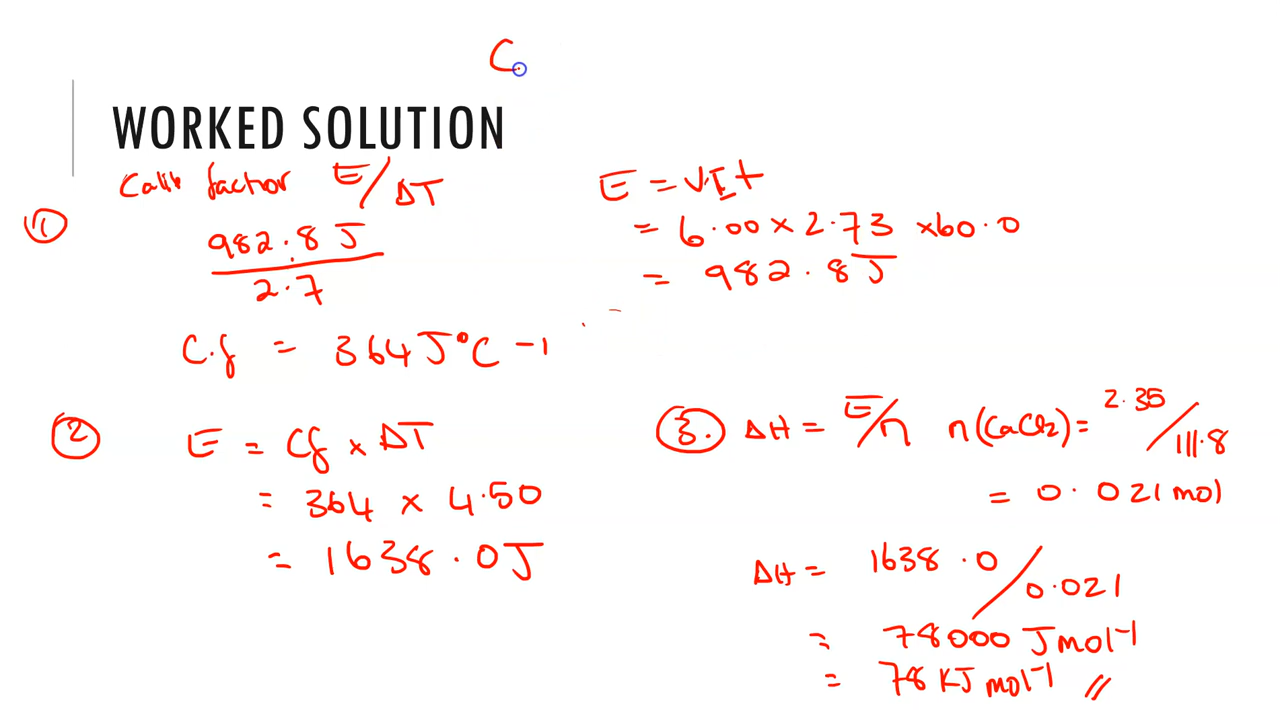 C
WORKED SOLUTION
Calib factor E/ΔT
① 982.8 J / 2.7
C.f = 364 J°C -1
E = V.I.t
= 6.00 × 2.73 × 60.0
= 982.8 J
② E = Cf × ΔT
= 364 × 4.50
= 1638.0 J
③. ΔH = E/n n(CaCl2) = 2.35 / 111.8
= 0.021 mol
ΔH = 1638.0 / 0.021
= 78000 J mol-1
= 78 KJ mol-1 //